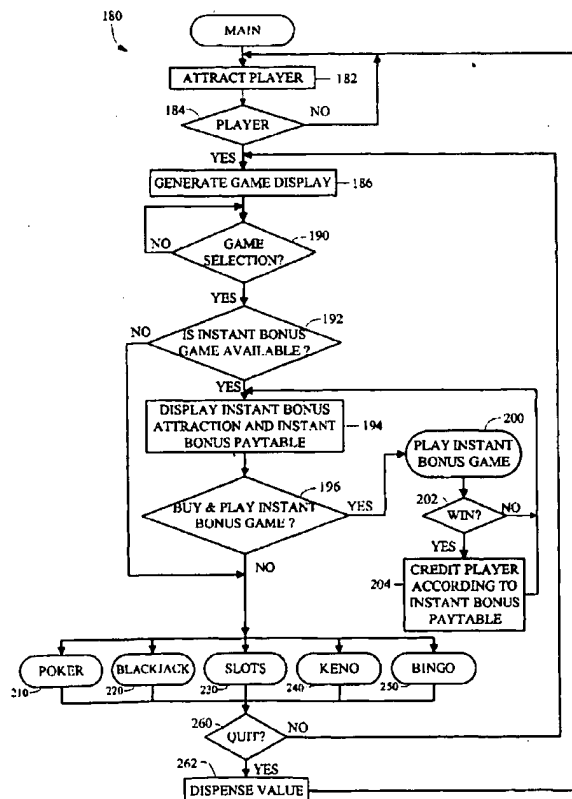 180
MAIN
ATTRACT PLAYER
182
184
PLAYER
NO
YES
GENERATE GAME DISPLAY
186
NO
GAME
SELECTION?
190
YES
192
NO
IS INSTANT BONUS
GAME AVAILABLE ?
YES
DISPLAY INSTANT BONUS
ATTRACTION AND INSTANT
BONUS PAYTABLE
194
200
PLAY INSTANT
BONUS GAME
196
BUY & PLAY INSTANT
BONUS GAME ?
YES
202
WIN?
NO
YES
NO
204
CREDIT PLAYER
ACCORDING TO
INSTANT BONUS
PAYTABLE
POKER
BLACKJACK
SLOTS
KENO
BINGO
210
220
230
240
250
260
QUIT?
NO
262
YES
DISPENSE VALUE